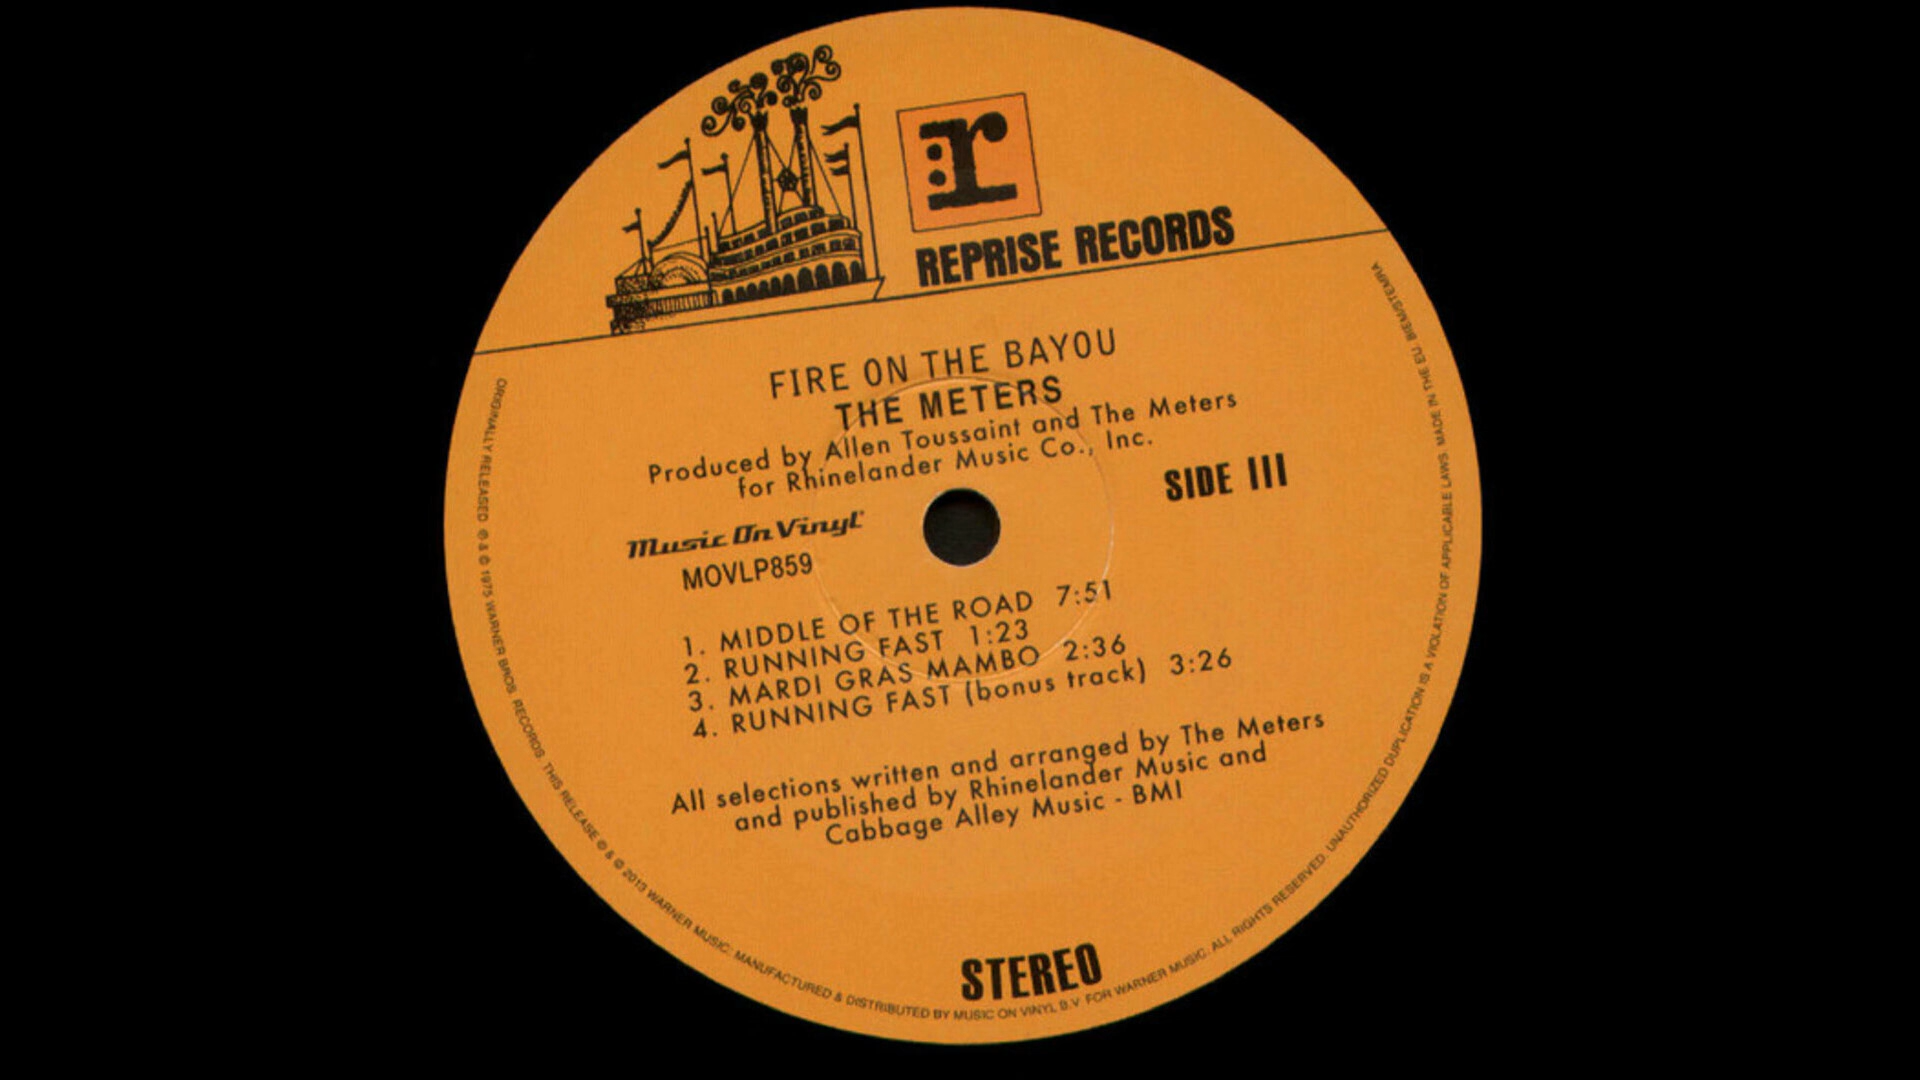 r
REPRISE RECORDS
FIRE ON THE BAYOU
THE METERS
Produced by Allen Toussaint and The Meters
for Rhinelander Music Co., Inc.
SIDE III
Music On Vinyl
MOVLP859
1. MIDDLE OF THE ROAD 7:51
2. RUNNING FAST 1:23
3. MARDI GRAS MAMBO 2:36
4. RUNNING FAST (bonus track) 3:26
All selections written and arranged by The Meters
and published by Rhinelander Music and
Cabbage Alley Music - BMI
STEREO
ORIGINALLY RELEASED ℗ & © 1975 WARNER BROS. RECORDS. THIS RELEASE ℗ & © 2013 WARNER MUSIC. MANUFACTURED & DISTRIBUTED BY MUSIC ON VINYL B.V. FOR WARNER MUSIC. ALL RIGHTS RESERVED. UNAUTHORIZED DUPLICATION IS A VIOLATION OF APPLICABLE LAWS. MADE IN THE EU. BIEM/STEMRA